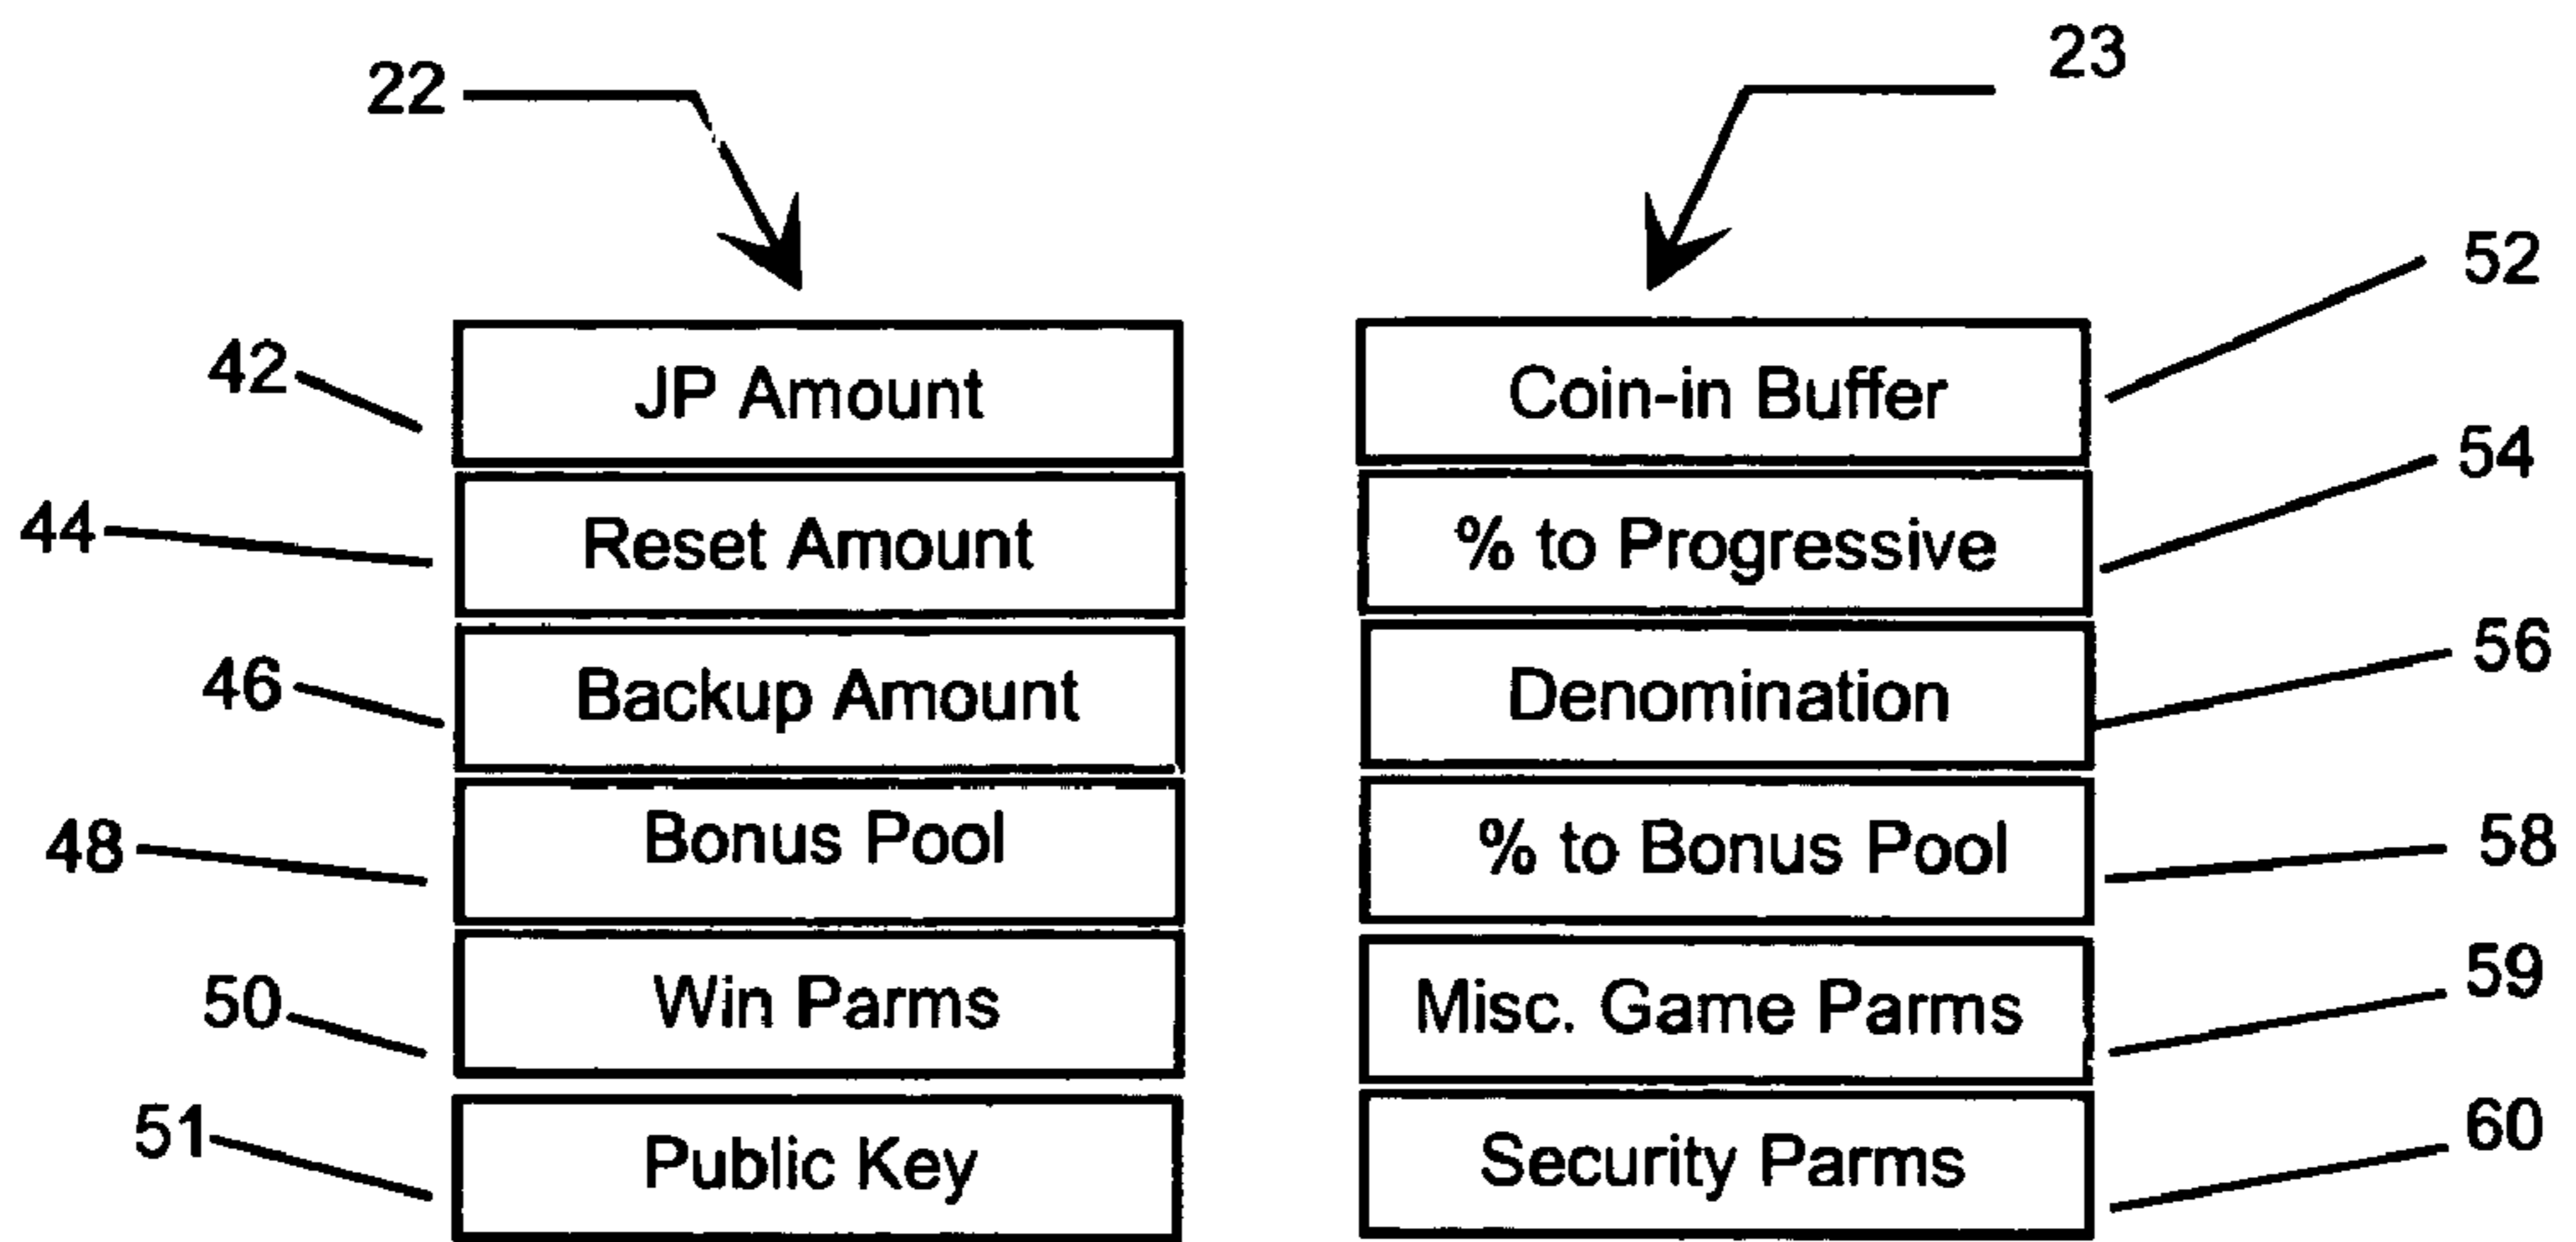 22
23
42
JP Amount
44
Reset Amount
46
Backup Amount
48
Bonus Pool
50
Win Parms
51
Public Key
Coin-in Buffer
52
% to Progressive
54
Denomination
56
% to Bonus Pool
58
Misc. Game Parms
59
Security Parms
60